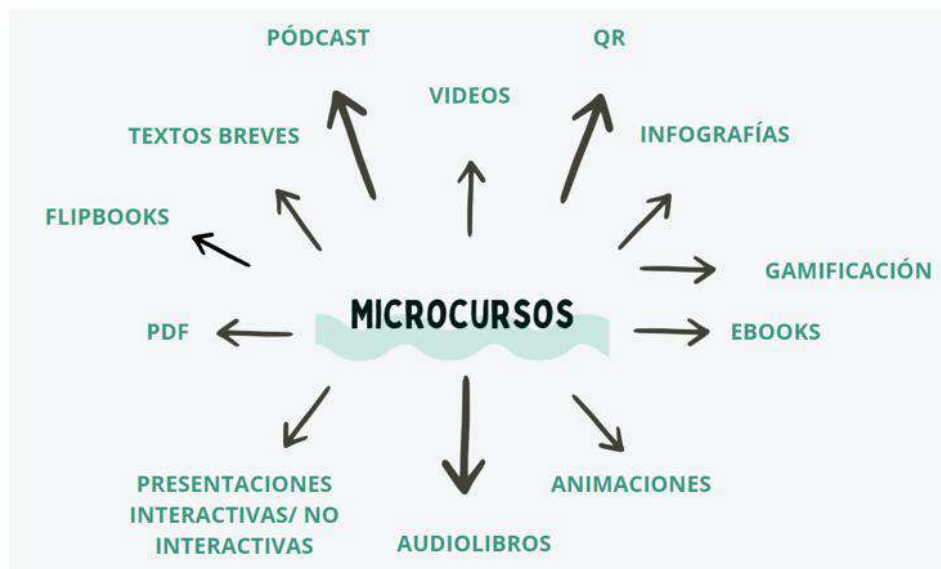 PÓDCAST
QR
VIDEOS
TEXTOS BREVES
INFOGRAFÍAS
FLIPBOOKS
GAMIFICACIÓN
MICROCURSOS
PDF
EBOOKS
PRESENTACIONES
INTERACTIVAS/ NO
INTERACTIVAS
ANIMACIONES
AUDIOLIBROS